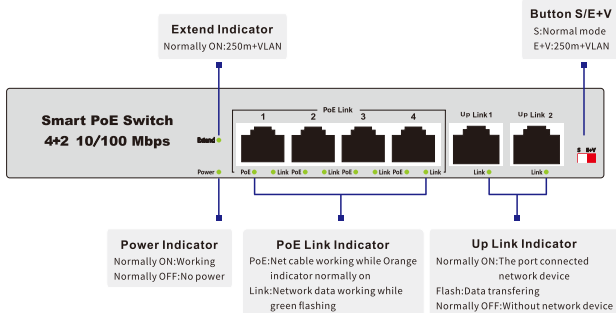 Button S/E+V
S:Normal mode
E+V:250m+VLAN
Extend Indicator
Normally ON:250m+VLAN
PoE Link
1 2 3 4 Up Link1 Up Link 2
Smart PoE Switch
4+2 10/100 Mbps
Extend
S E+V
Power PoE Link PoE Link PoE Link PoE Link Link Link
Power Indicator
Normally ON:Working
Normally OFF:No power
PoE Link Indicator
PoE:Net cable working while Orange
indicator normally on
Link:Network data working while
green flashing
Up Link Indicator
Normally ON:The port connected
network device
Flash:Data transfering
Normally OFF:Without network device